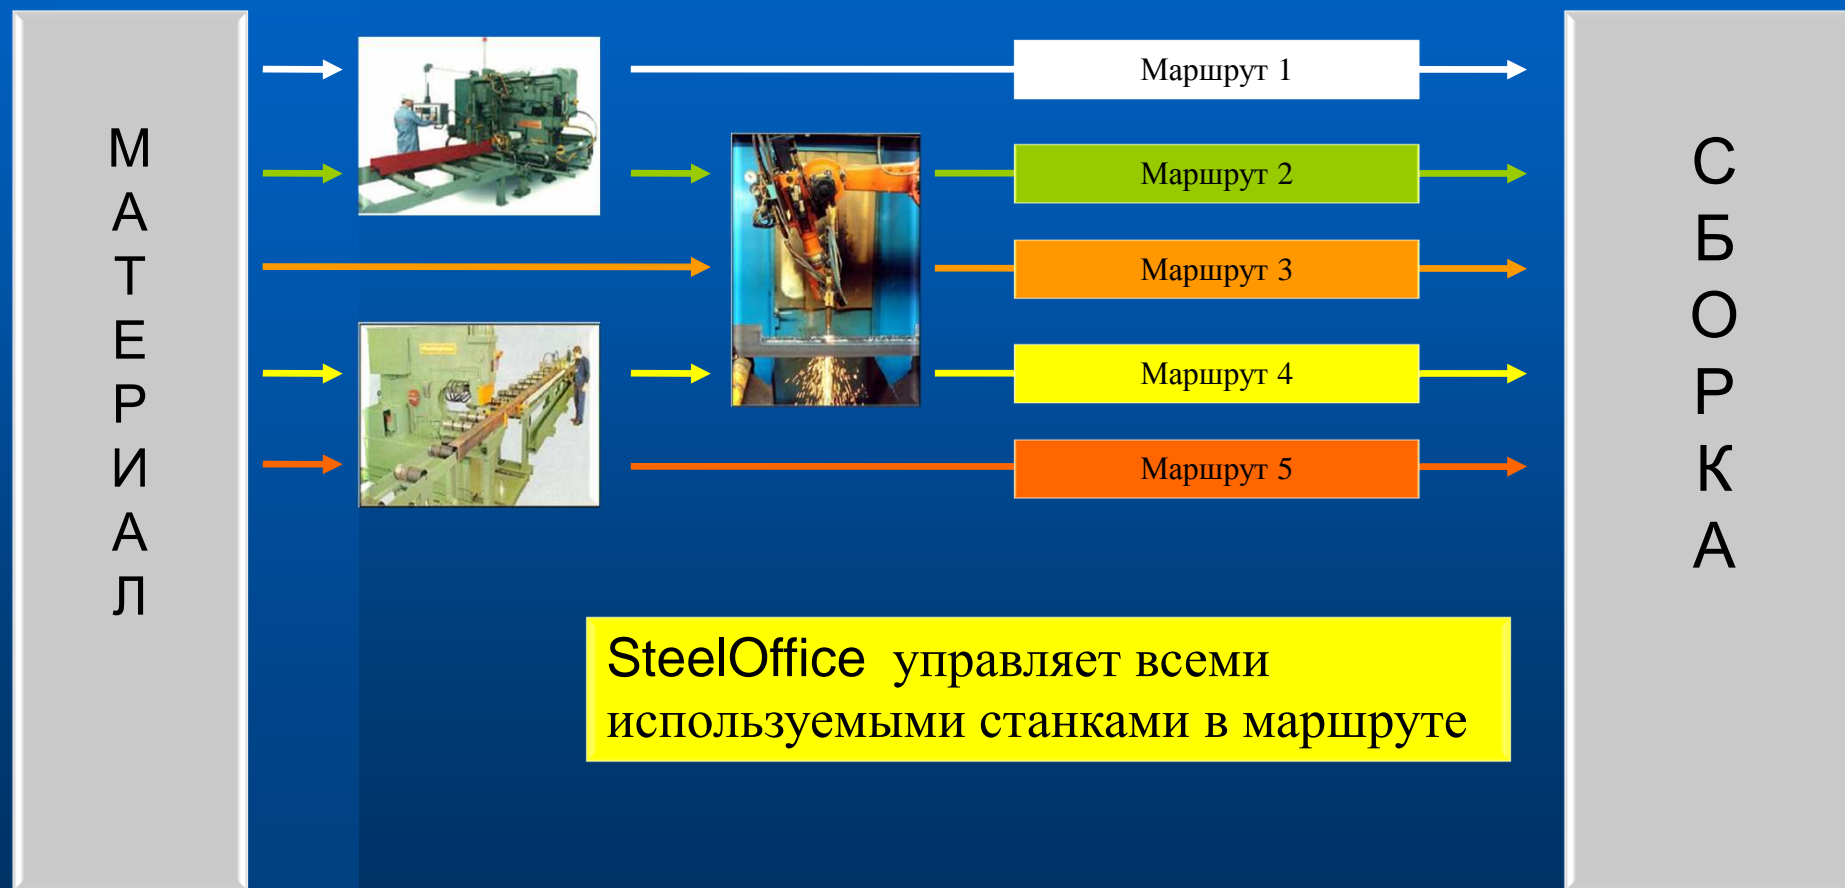 МАТЕРИАЛ
Маршрут 1
Маршрут 2
Маршрут 3
Маршрут 4
Маршрут 5
SteelOffice управляет всеми
используемыми станками в маршруте
СБОРКА